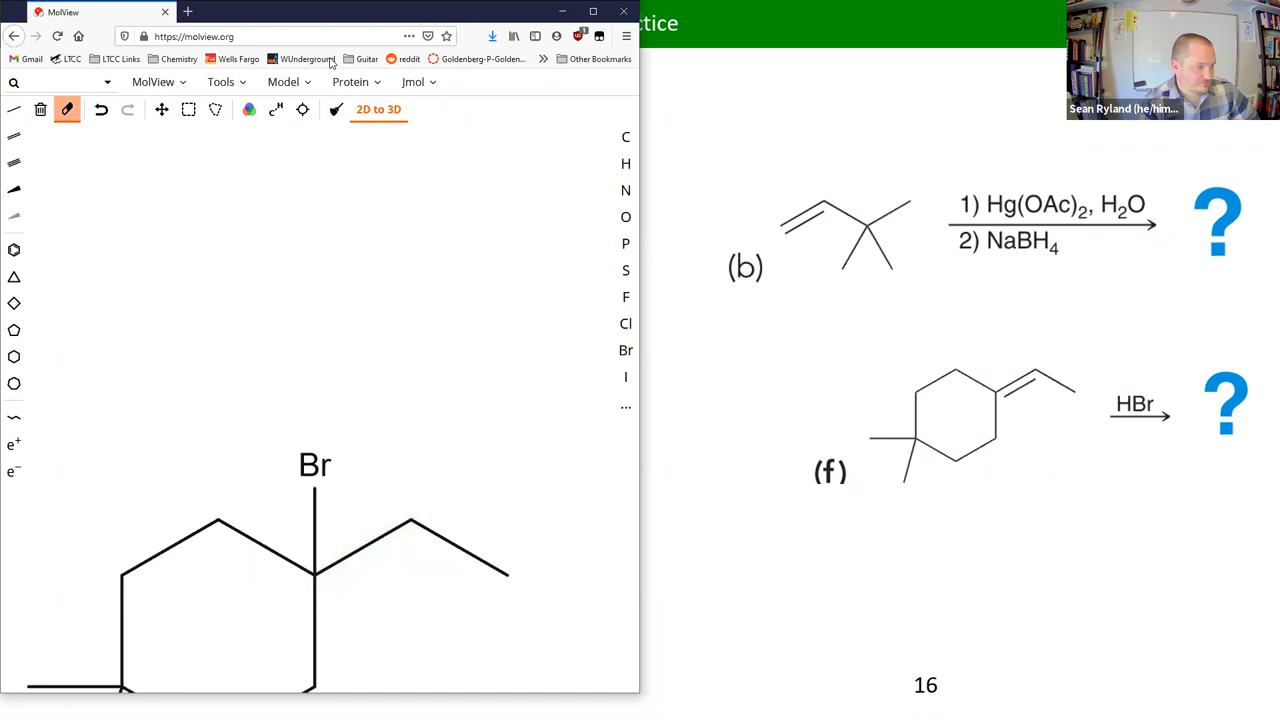 MolView
https://molview.org
Gmail LTCC LTCC Links Chemistry Wells Fargo WUnderground Guitar reddit Goldenberg-P-Golden... Other Bookmarks
MolView Tools Model Protein Jmol
2D to 3D
C
H
N
O
P
S
F
Cl
Br
I
...
e+
e−
Br
ctice
Sean Ryland (he/him...
1) Hg(OAc)2, H2O
2) NaBH4
?
(b)
HBr
?
(f)
16